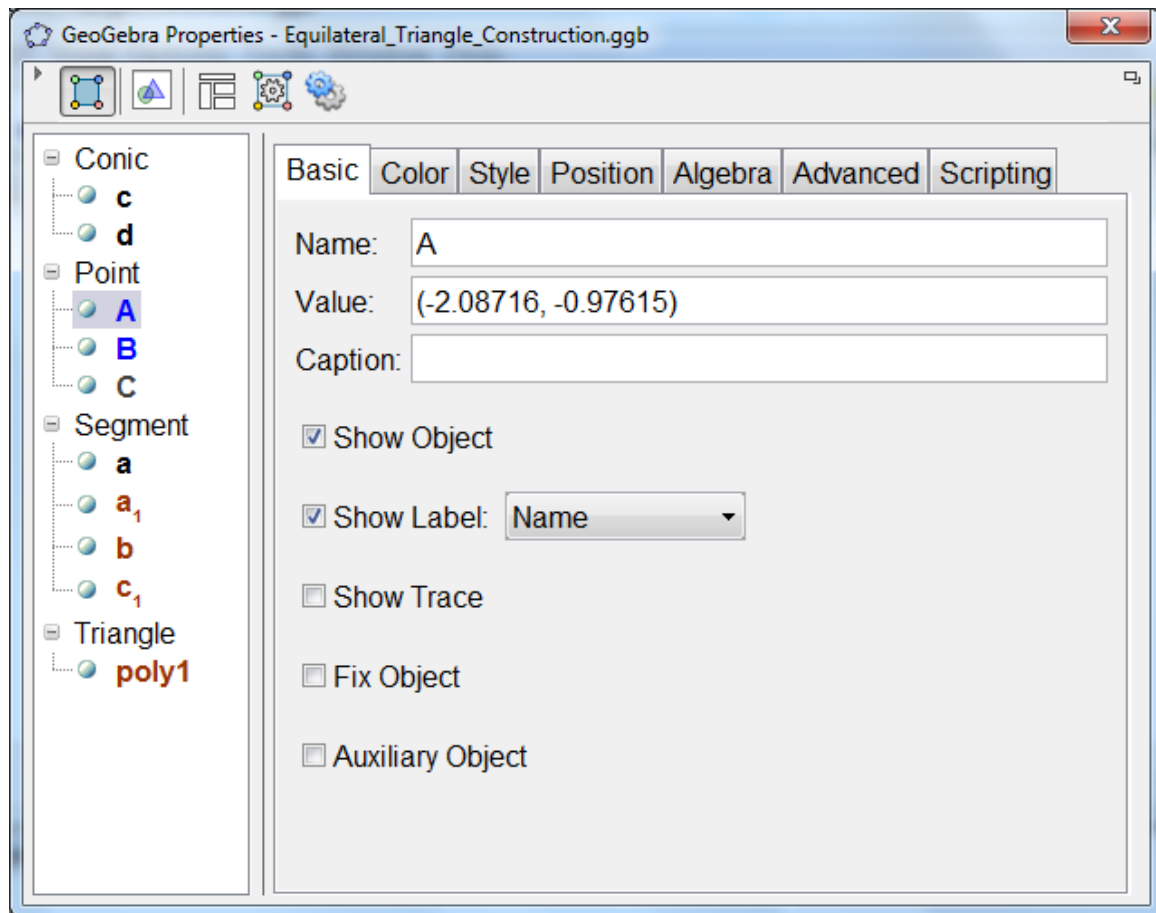 GeoGebra Properties - Equilateral_Triangle_Construction.ggb
Conic
c
d
Point
A
B
C
Segment
a
a₁
b
c₁
Triangle
poly1
Basic Color Style Position Algebra Advanced Scripting
Name: A
Value: (-2.08716, -0.97615)
Caption:
Show Object
Show Label: Name
Show Trace
Fix Object
Auxiliary Object